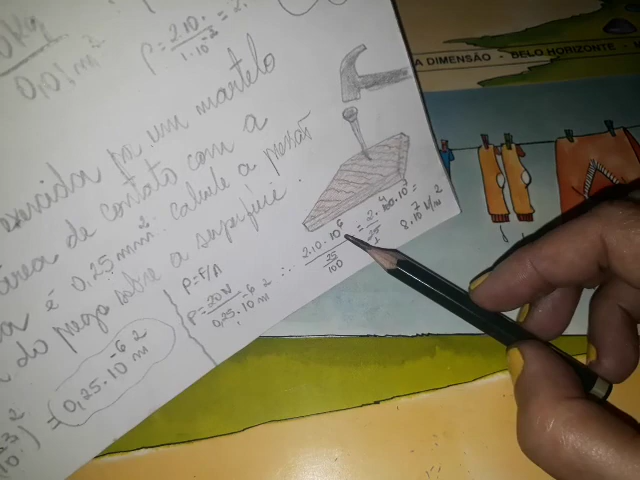 0,01 m²
P = 2.10.
1.10⁻²
A DIMENSÃO - BELO HORIZONTE -
exercida por um martelo
área de contato com a
é 0,25 mm². calcule a pressão
do prego sobre a superfície.
P = F/A
P = 20 N
0,25.10⁻⁶ m²
∴ 2.10.10⁶
25
100
= 2.
25
.100.10
8.10⁷ N/m²
= 0,25.10⁻⁶ m²